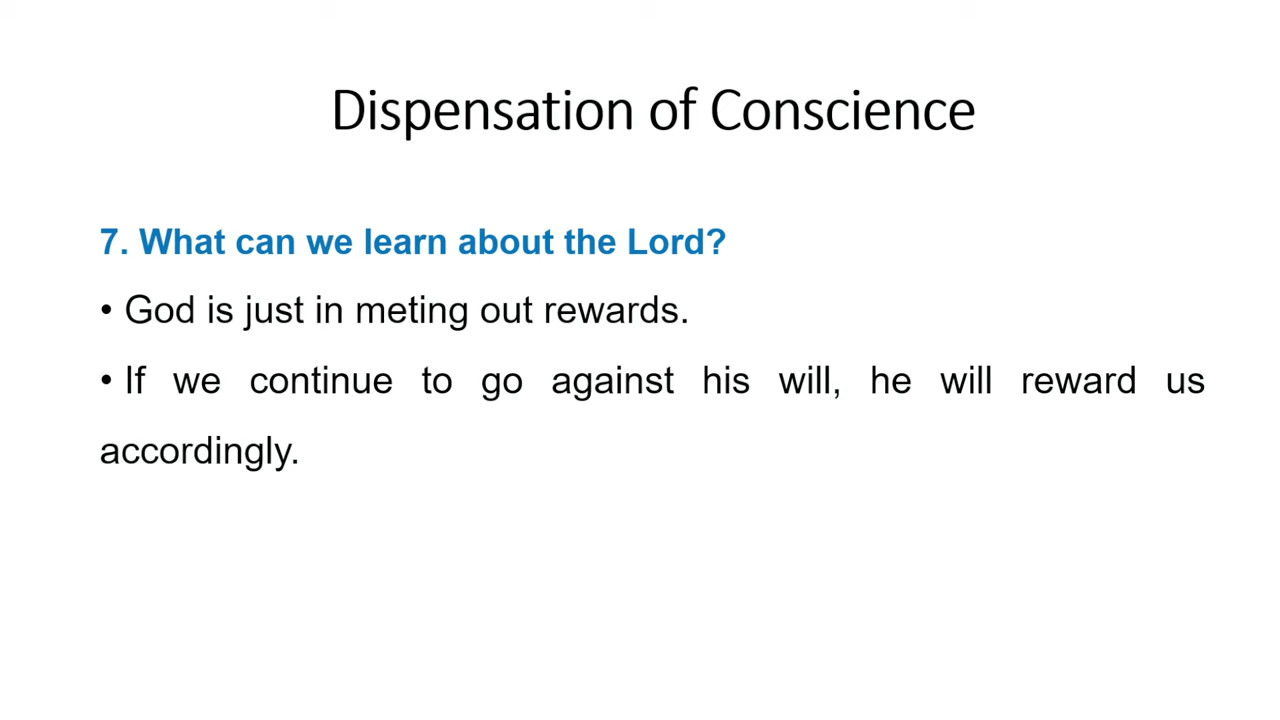 Dispensation of Conscience
7. What can we learn about the Lord?
• God is just in meting out rewards.
• If we continue to go against his will, he will reward us
accordingly.